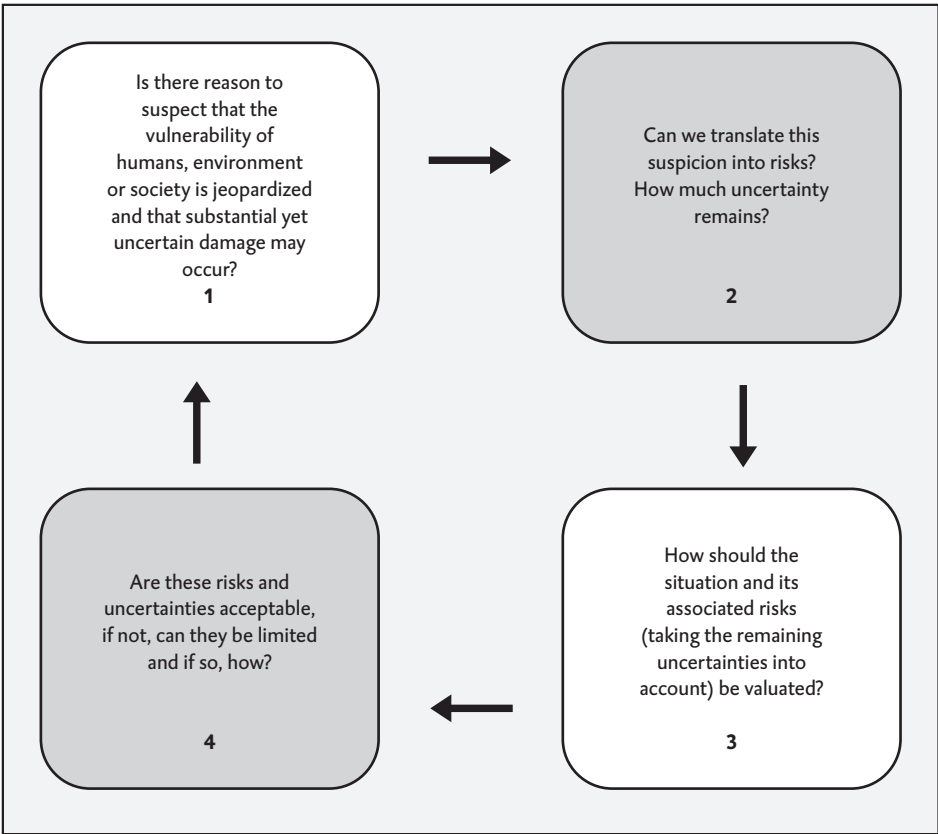 Is there reason to
suspect that the
vulnerability of
humans, environment
or society is jeopardized
and that substantial yet
uncertain damage may
occur?
1
Can we translate this
suspicion into risks?
How much uncertainty
remains?
2
How should the
situation and its
associated risks
(taking the remaining
uncertainties into
account) be valuated?
3
Are these risks and
uncertainties acceptable,
if not, can they be limited
and if so, how?
4